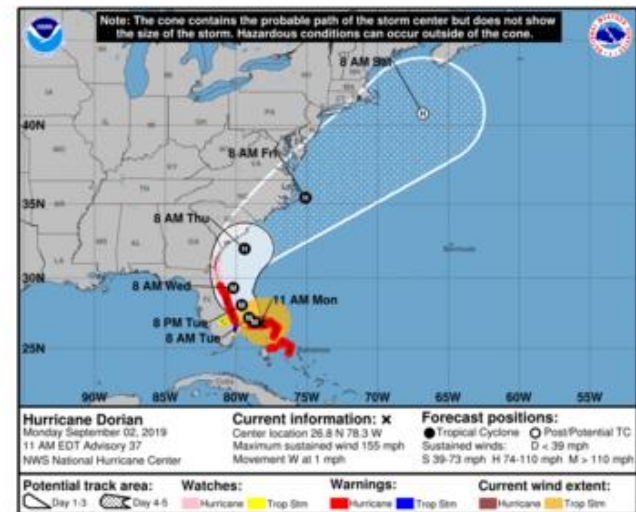 Note: The cone contains the probable path of the storm center but does not show
the size of the storm. Hazardous conditions can occur outside of the cone.
8 AM Sat
H
40N
8 AM Fri
H
35N
8 AM Thu
H
Bermuda
30N
8 AM Wed
H
11 AM Mon
8 PM Tue
M
8 AM Tue
M
25N
Bahamas
Cuba
90W 85W 80W 75W 70W 65W 60W 55W
Hurricane Dorian
Monday September 02, 2019
11 AM EDT Advisory 37
NWS National Hurricane Center
Current information: x
Center location 26.8 N 78.3 W
Maximum sustained wind 155 mph
Movement W at 1 mph
Forecast positions:
Tropical Cyclone Post/Potential TC
Sustained winds: D < 39 mph
S 39-73 mph H 74-110 mph M > 110 mph
Potential track area:
Day 1-3 Day 4-5
Watches:
Hurricane Trop Stm
Warnings:
Hurricane Trop Stm
Current wind extent:
Hurricane Trop Stm